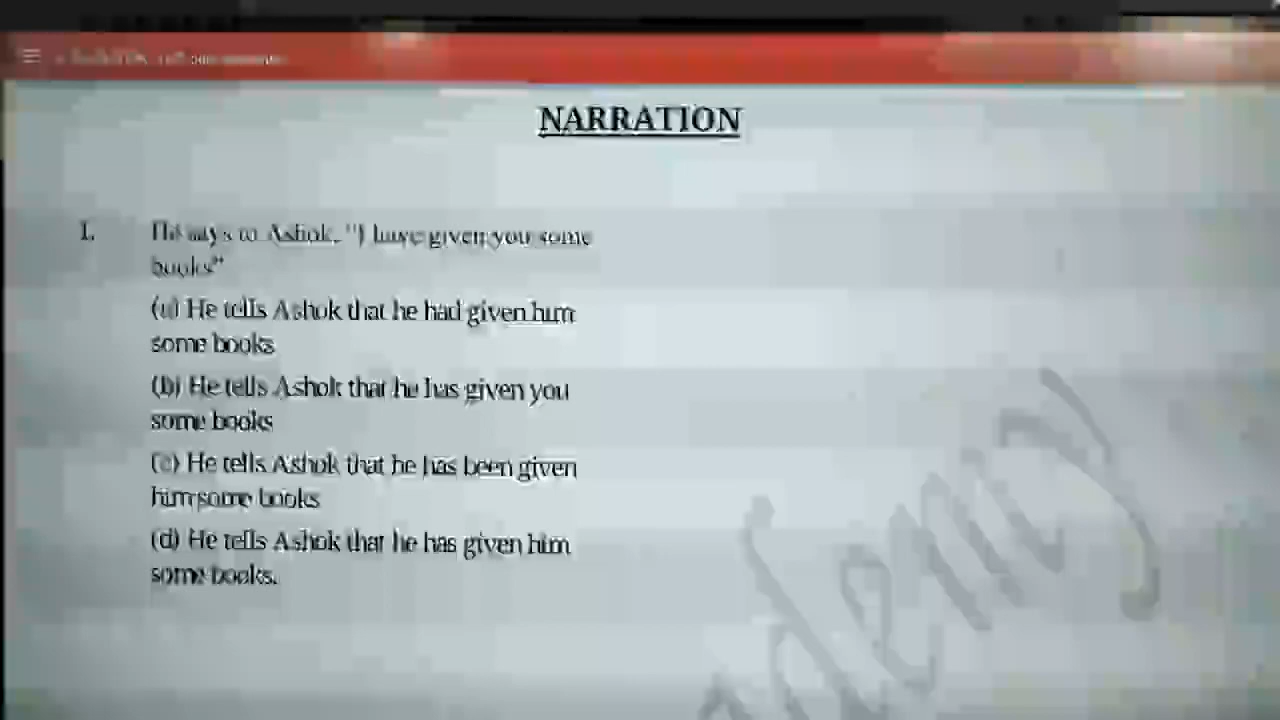 NARRATION
1. He says to Ashok, "I have given you some
books"
(a) He tells Ashok that he had given him
some books
(b) He tells Ashok that he has given you
some books
(c) He tells Ashok that he has been given
him some books
(d) He tells Ashok that he has given him
some books.
demy